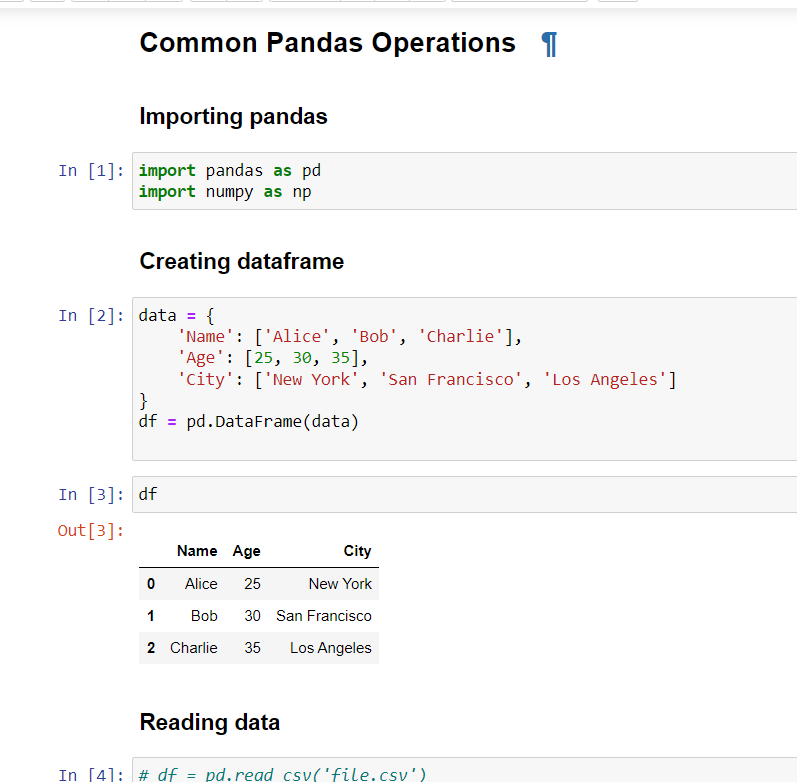 Common Pandas Operations ¶
Importing pandas
In [1]: import pandas as pd
import numpy as np
Creating dataframe
In [2]: data = {
    'Name': ['Alice', 'Bob', 'Charlie'],
    'Age': [25, 30, 35],
    'City': ['New York', 'San Francisco', 'Los Angeles']
}
df = pd.DataFrame(data)
In [3]: df
Out[3]:
Name Age City
0 Alice 25 New York
1 Bob 30 San Francisco
2 Charlie 35 Los Angeles
Reading data
In [4]: # df = pd.read_csv('file.csv')